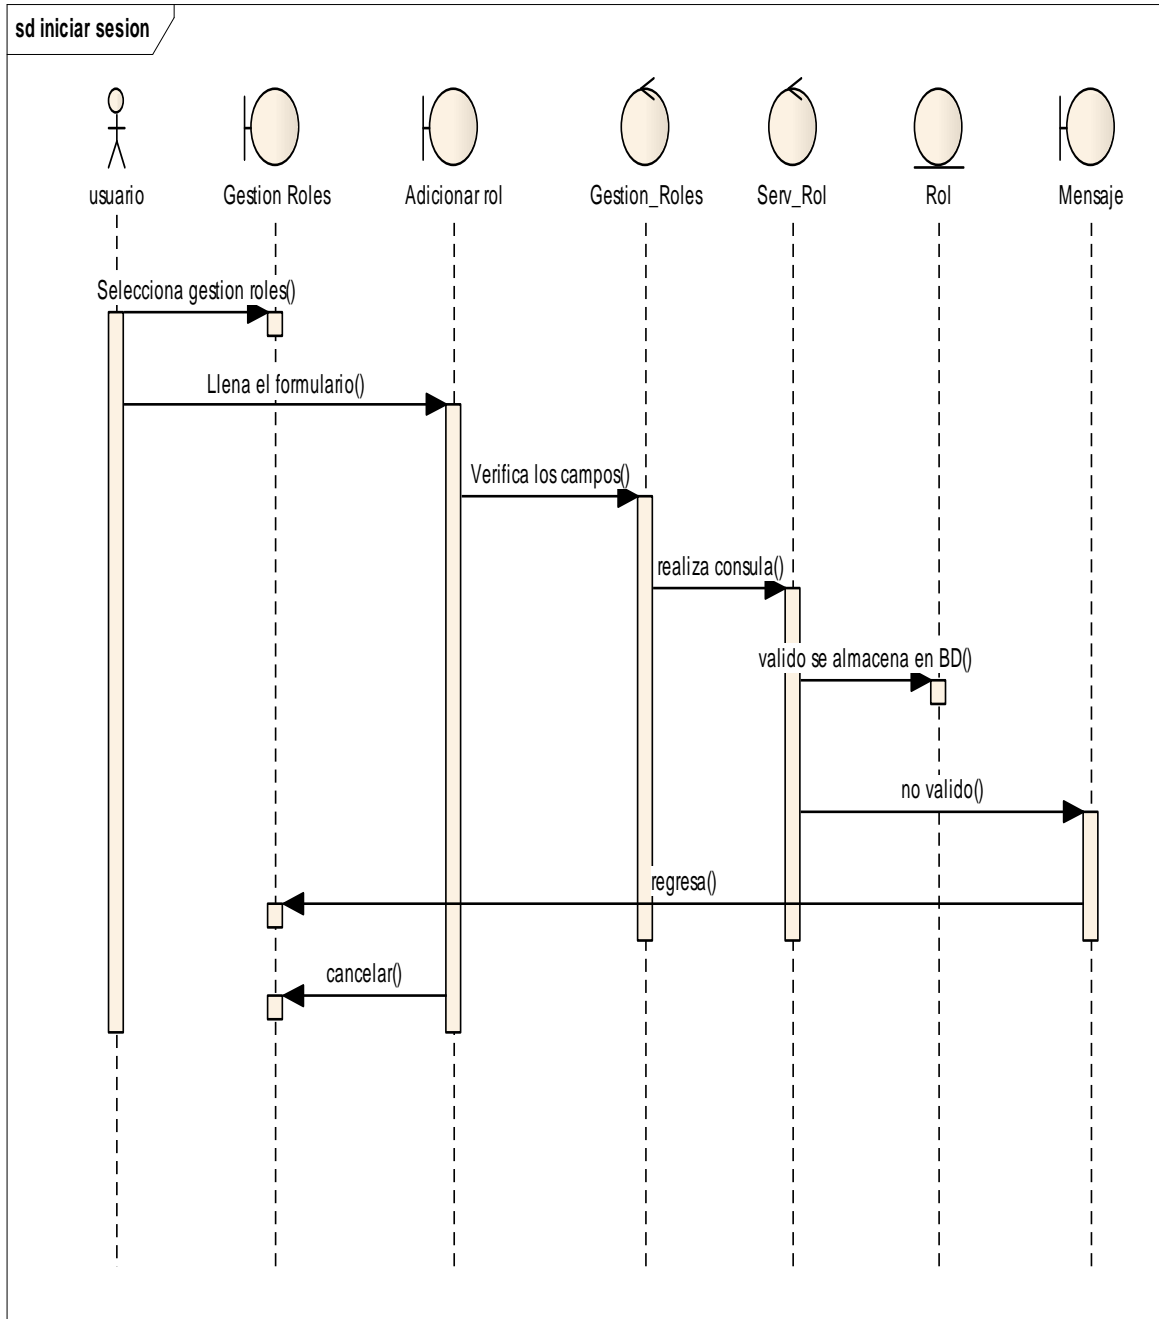 sd iniciar sesion
usuario
Gestion Roles
Adicionar rol
Gestion_Roles
Serv_Rol
Rol
Mensaje
Selecciona gestion roles()
Llena el formulario()
Verifica los campos()
realiza consula()
valido se almacena en BD()
no valido()
regresa()
cancelar()